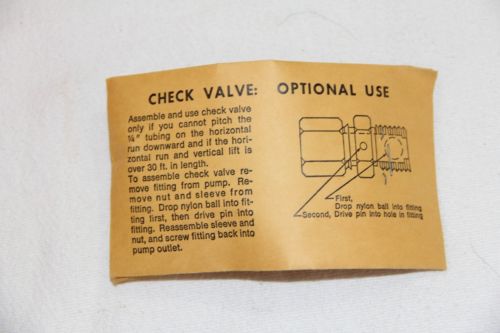 CHECK VALVE: OPTIONAL USE
Assemble and use check valve
only if you cannot pitch the
¼" tubing on the horizontal
run downward and if the hori-
zontal run and vertical lift is
over 30 ft. in length.
To assemble check valve re-
move fitting from pump. Re-
move nut and sleeve from
fitting. Drop nylon ball into fit-
ting first, then drive pin into
fitting. Reassemble sleeve and
nut, and screw fitting back into
pump outlet.
First,
Drop nylon ball into fitting
Second, Drive pin into hole in fitting